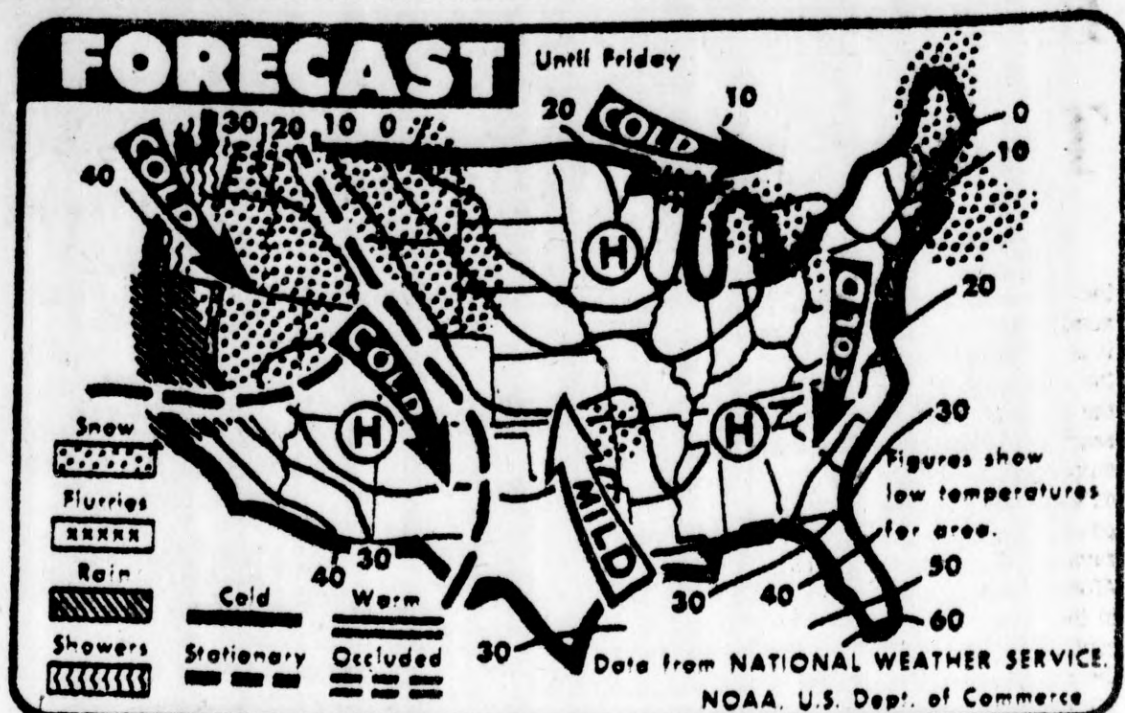 FORECAST
Until Friday
30 20 10 0
20
COLD
10
0
10
40
COLD
H
20
COLD
COLD
H
H
30
MILD
Snow
Flurries
Rain
Showers
Cold
Warm
Stationary
Occluded
Figures show
low temperatures
for area.
40
30
30
30
40
50
60
Data from NATIONAL WEATHER SERVICE,
NOAA, U.S. Dept. of Commerce